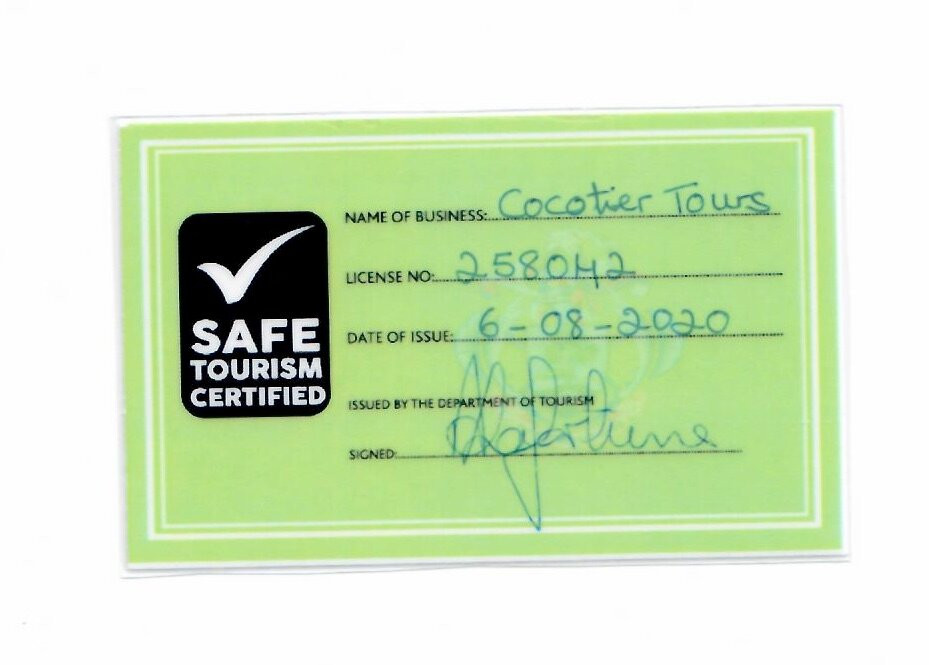 SAFE
TOURISM
CERTIFIED
NAME OF BUSINESS: Cocotier Tours
LICENSE NO: 258042
DATE OF ISSUE: 6-08-2020
ISSUED BY THE DEPARTMENT OF TOURISM
SIGNED: